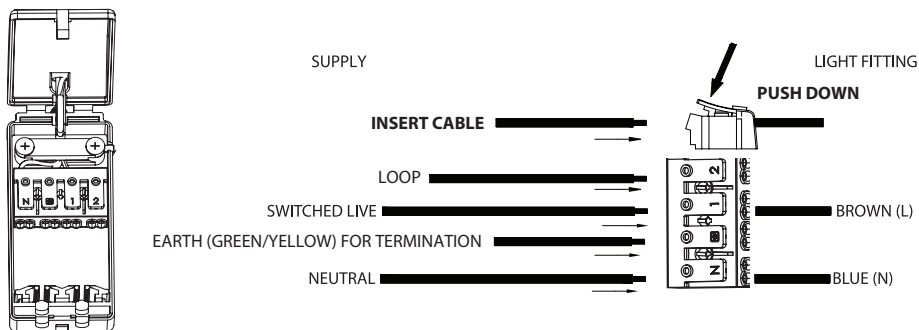 SUPPLY
LIGHT FITTING
PUSH DOWN
INSERT CABLE
LOOP
SWITCHED LIVE
BROWN (L)
EARTH (GREEN/YELLOW) FOR TERMINATION
NEUTRAL
BLUE (N)
N 1 2
2
1
N